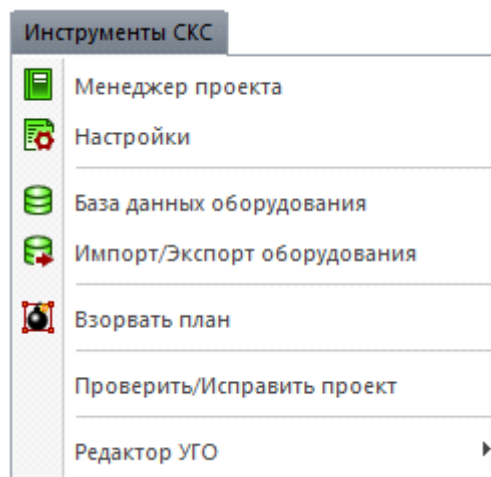 Инструменты СКС
Менеджер проекта
Настройки
База данных оборудования
Импорт/Экспорт оборудования
Взорвать план
Проверить/Исправить проект
Редактор УГО